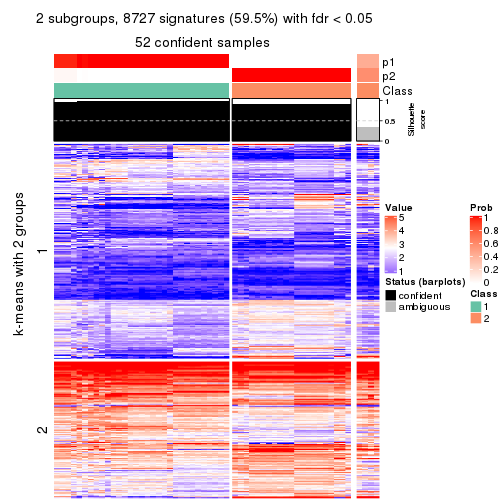 2 subgroups, 8727 signatures (59.5%) with fdr < 0.05
52 confident samples
p1
p2
Class
1
0.5
0
Silhouette
score
k-means with 2 groups
1
2
Value
5
4
3
2
1
Status (barplots)
confident
ambiguous
Prob
1
0.8
0.6
0.4
0.2
0
Class
1
2